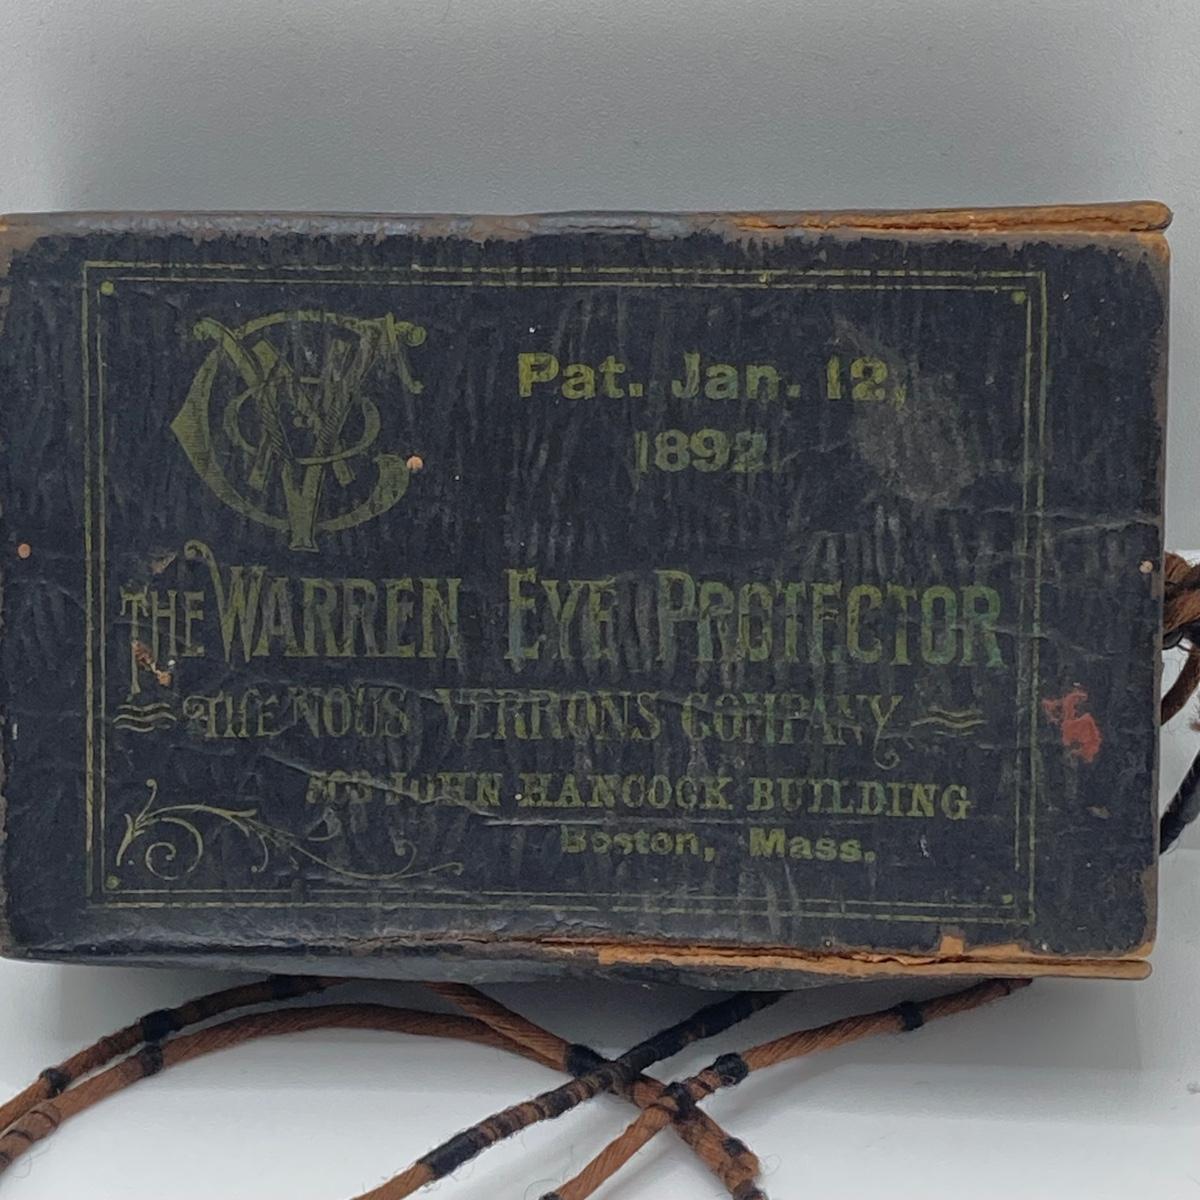 Pat. Jan. 12,
1892
THE WARREN EYE PROTECTOR
THE NOUS VERRONS COMPANY
JOHN HANCOCK BUILDING
Boston, Mass.